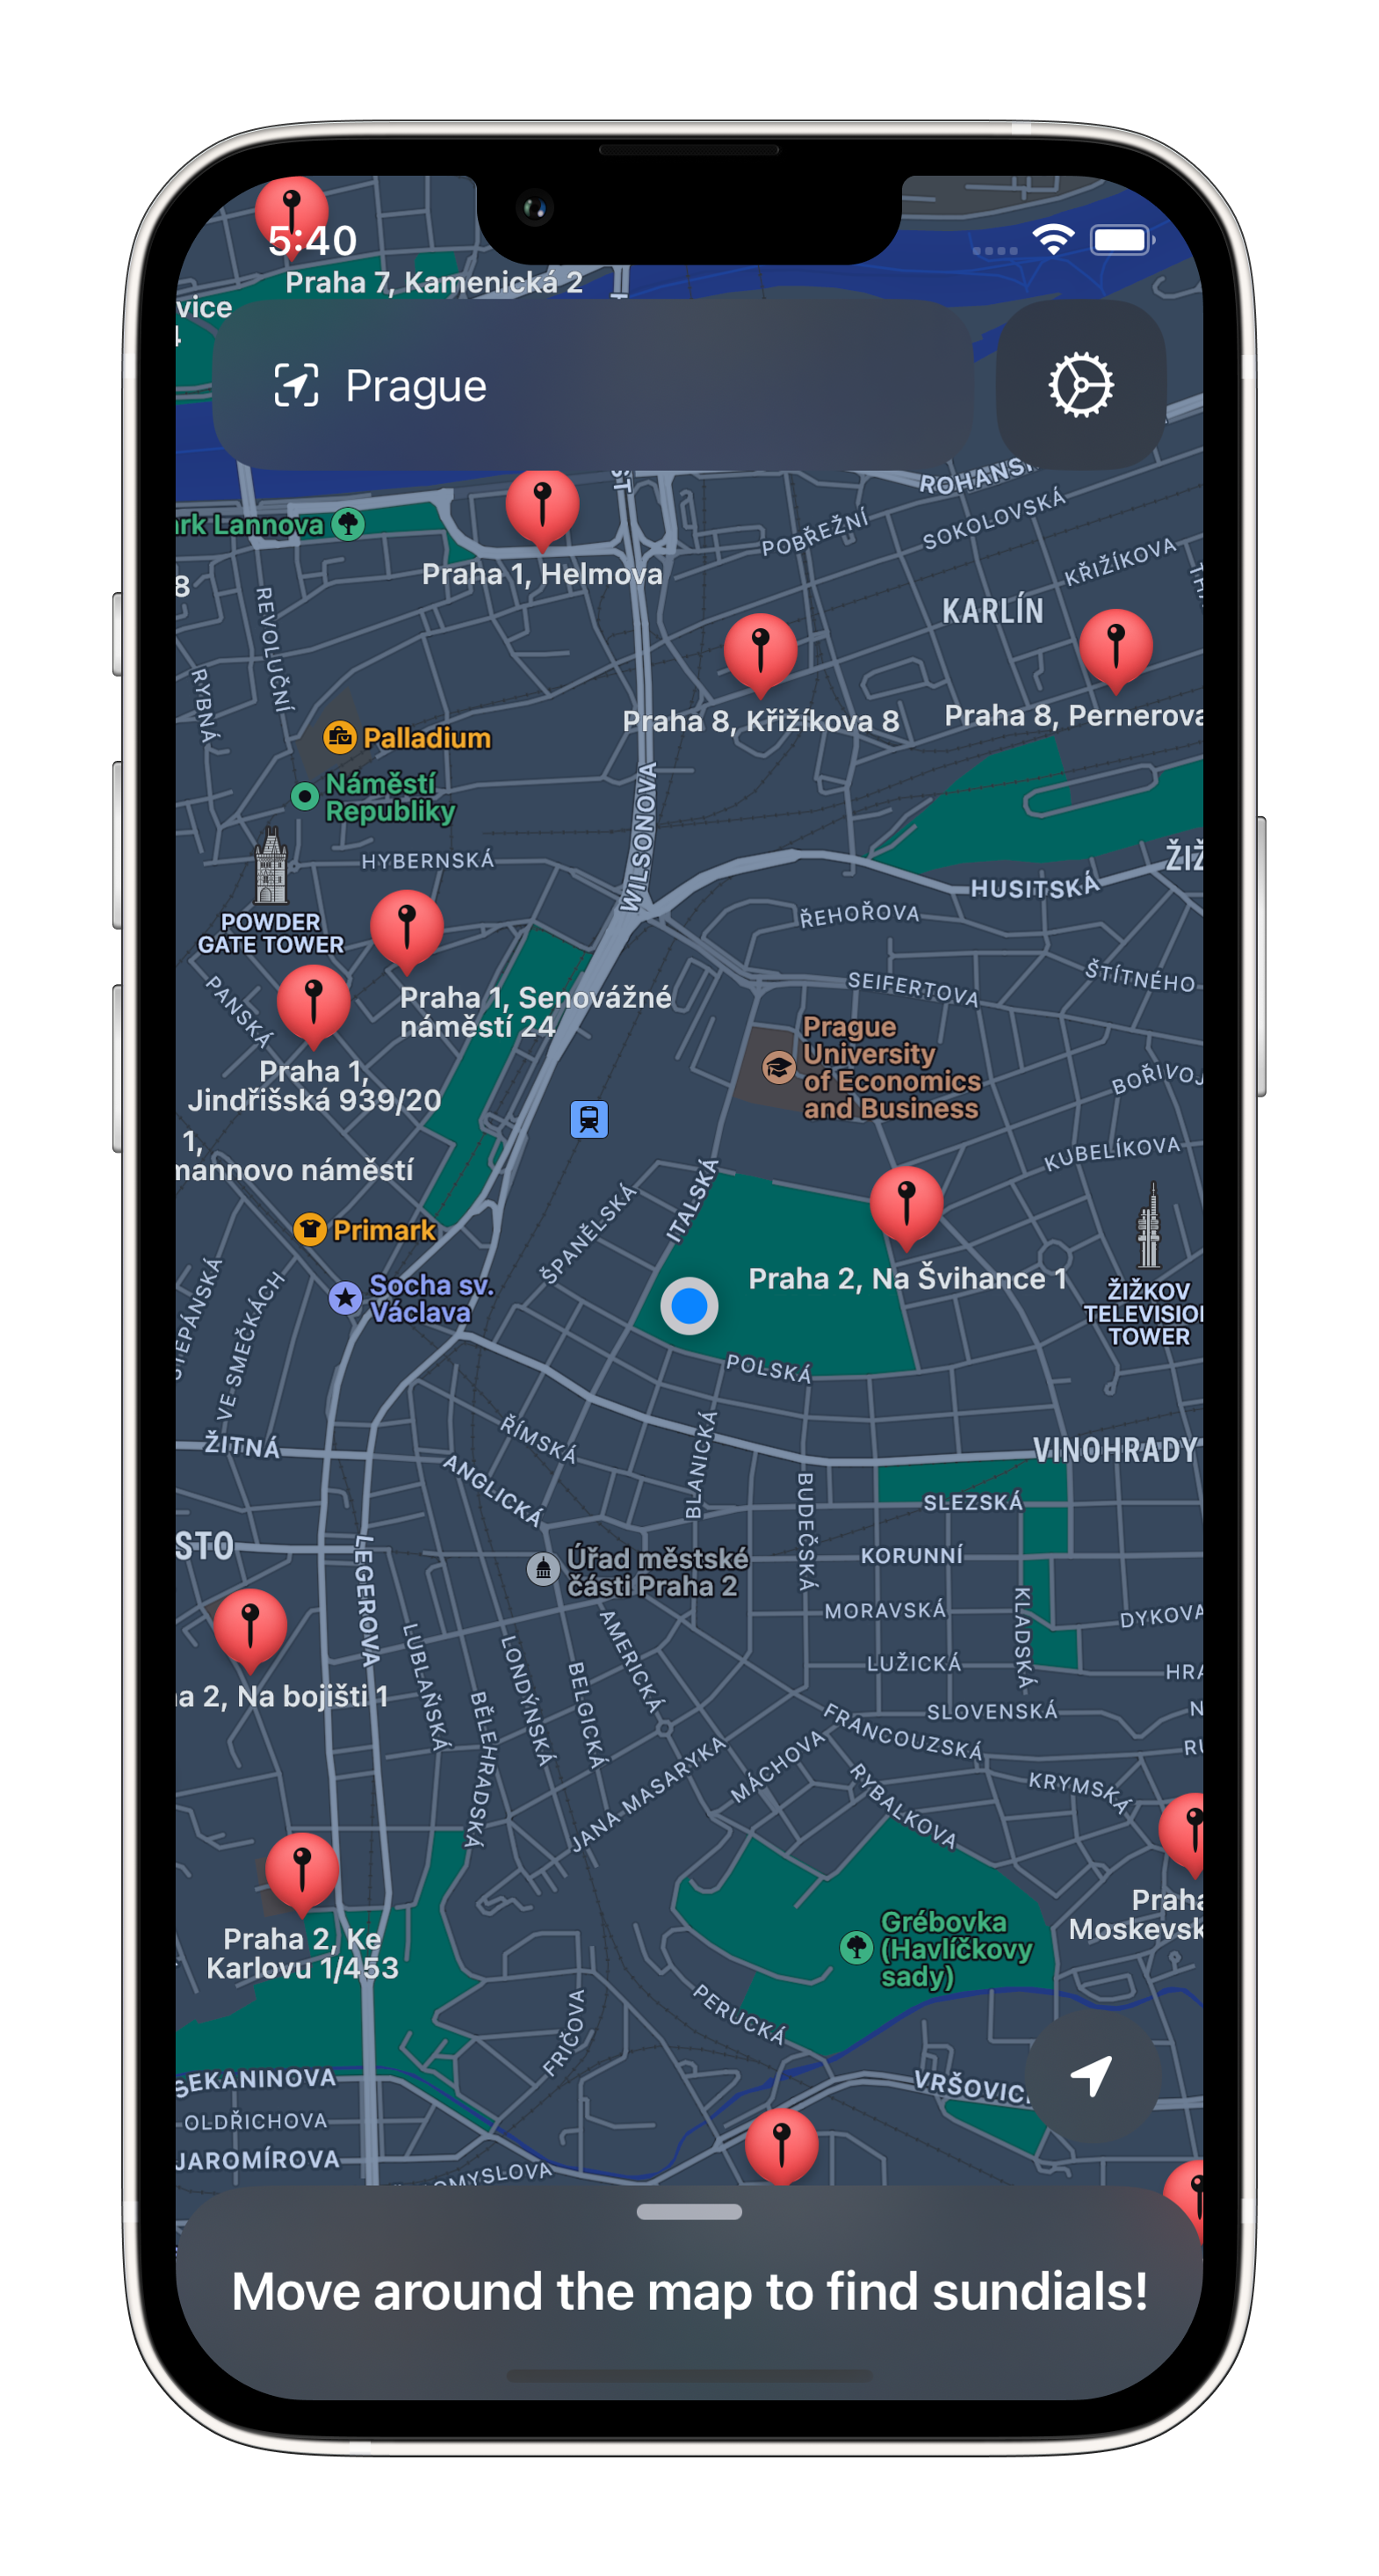 5:40
Praha 7, Kamenická 2
vice
Prague
ROHANS
SOKOLOVSKÁ
POBŘEŽNÍ
KŘIŽÍKOVA
ark Lannova
Praha 1, Helmova
8
REVOLUČNÍ
KARLÍN
RYBNÁ
Praha 8, Křižíkova 8
Praha 8, Pernerova
Palladium
Náměstí
Republiky
WILSONOVA
HYBERNSKÁ
ŽIŽ
HUSITSKÁ
POWDER
GATE TOWER
ŘEHOŘOVA
PANSKÁ
Praha 1, Senovážné
náměstí 24
SEIFERTOVA
ŠTÍTNÉHO
Prague
University
of Economics
and Business
Praha 1,
Jindřišská 939/20
BOŘIVOJ
1,
mannovo náměstí
KUBELÍKOVA
ITALSKÁ
ŠPANĚLSKÁ
Primark
Praha 2, Na Švihance 1
Socha sv.
Václava
ŽIŽKOV
TELEVISION
TOWER
ŠTĚPÁNSKÁ
VE SMEČKÁCH
POLSKÁ
ŽITNÁ
ŘÍMSKÁ
BLANICKÁ
VINOHRADY
ANGLICKÁ
BUDEČSKÁ
SLEZSKÁ
STO
LEGEROVA
Úřad městské
části Praha 2
KORUNNÍ
MORAVSKÁ
KLADSKÁ
DYKOVA
LUBLAŇSKÁ
LONDÝNSKÁ
BELGICKÁ
AMERICKÁ
LUŽICKÁ
HRA
a 2, Na bojišti 1
BĚLEHRADSKÁ
SLOVENSKÁ
N
FRANCOUZSKÁ
RU
JANA MASARYKA
MÁCHOVA
RYBALKOVA
KRYMSKÁ
Praha
Moskevsk
Praha 2, Ke
Karlovu 1/453
Grébovka
(Havlíčkovy
sady)
PERUCKÁ
FRIČOVA
SEKANINOVA
VRŠOVIC
OLDŘICHOVA
JAROMÍROVA
OMYSLOVA
Move around the map to find sundials!